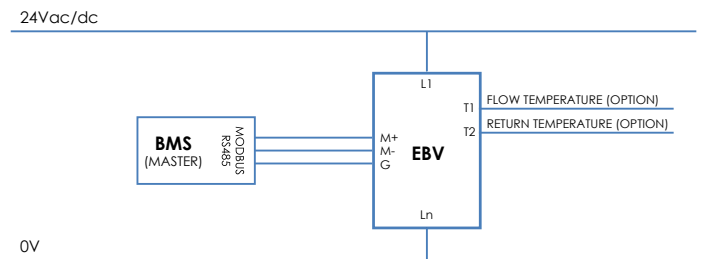 24Vac/dc
L1
T1 FLOW TEMPERATURE (OPTION)
T2 RETURN TEMPERATURE (OPTION)
BMS
(MASTER)
MODBUS
RS485
M+
M-
G
EBV
Ln
0V